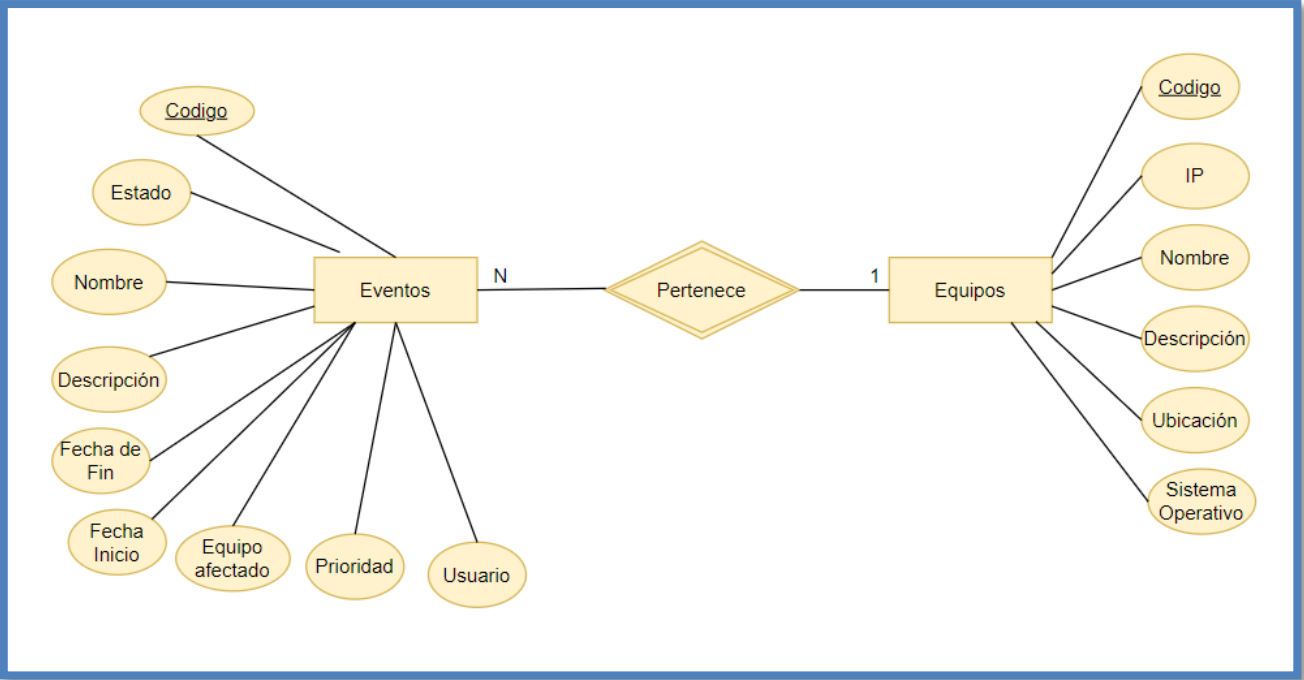 Codigo
Estado
Nombre
Descripción
Fecha de
Fin
Fecha
Inicio
Equipo
afectado
Prioridad
Usuario
Eventos
N
Pertenece
1
Equipos
Codigo
IP
Nombre
Descripción
Ubicación
Sistema
Operativo